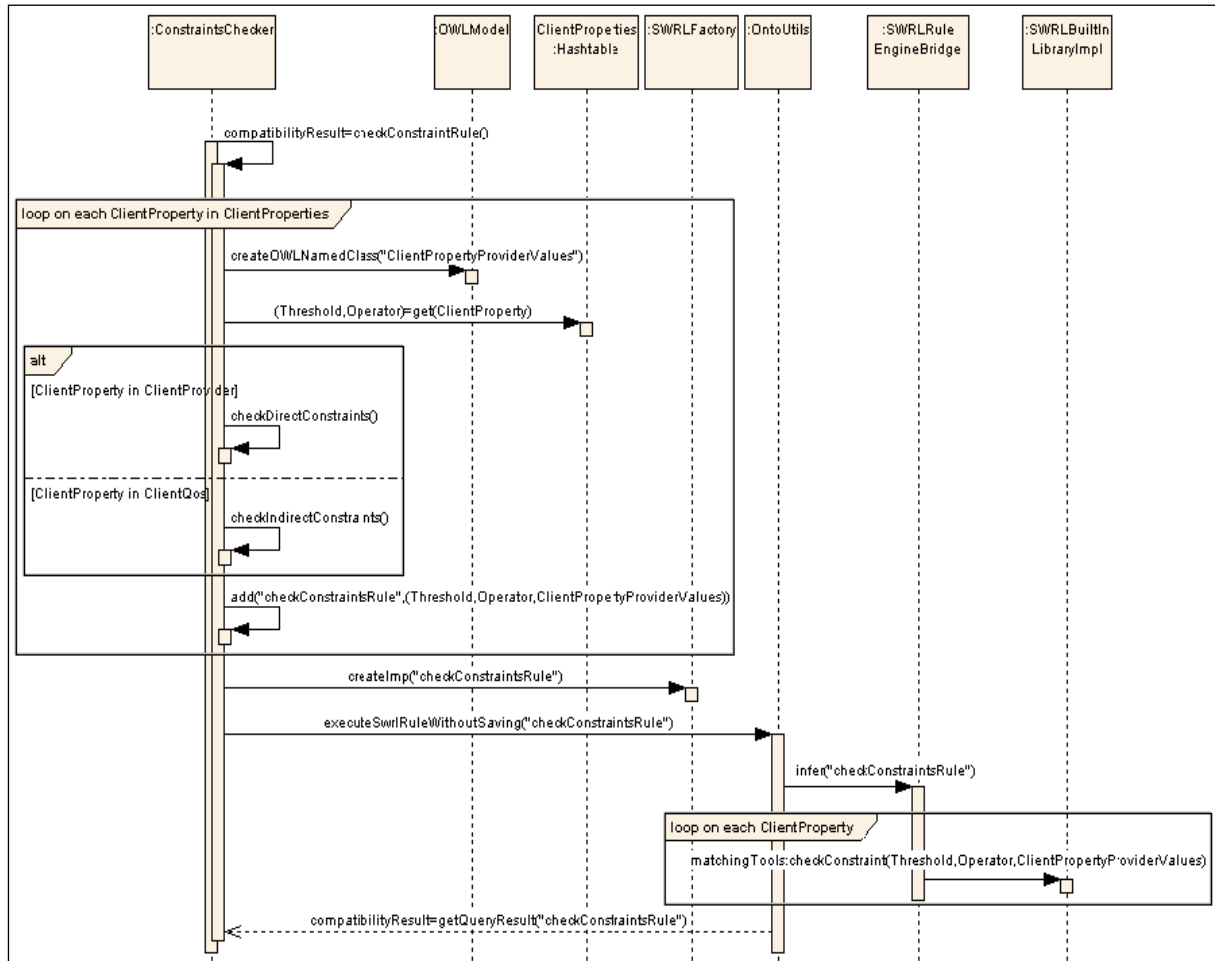 :ConstraintsChecker
:OWLModel
ClientProperties
:Hashtable
:SWRLFactory
:OntoUtils
:SWRLRule
EngineBridge
:SWRLBuiltIn
LibraryImpl
compatibilityResult=checkConstraintRule()
loop on each ClientProperty in ClientProperties
createOWLNamedClass("ClientPropertyProviderValues")
(Threshold,Operator)=get(ClientProperty)
alt
[ClientProperty in ClientProvider]
checkDirectConstraints()
[ClientProperty in ClientQos]
checkIndirectConstraints()
add("checkConstraintsRule",(Threshold,Operator,ClientPropertyProviderValues))
createImp("checkConstraintsRule")
executeSwrlRuleWithoutSaving("checkConstraintsRule")
infer("checkConstraintsRule")
loop on each ClientProperty
matchingTools:checkConstraint(Threshold,Operator,ClientPropertyProviderValues)
compatibilityResult=getQueryResult("checkConstraintsRule")